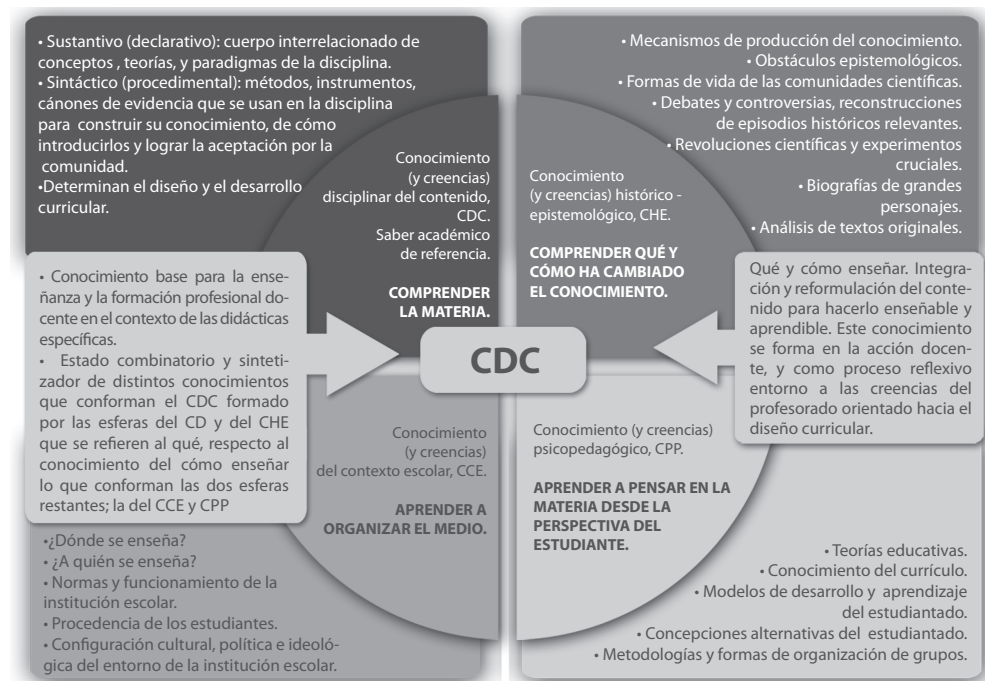 • Sustantivo (declarativo): cuerpo interrelacionado de
conceptos , teorías, y paradigmas de la disciplina.
• Sintáctico (procedimental): métodos, instrumentos,
cánones de evidencia que se usan en la disciplina
para construir su conocimiento, de cómo
introducirlos y lograr la aceptación por la
comunidad.
•Determinan el diseño y el desarrollo
curricular.
• Mecanismos de producción del conocimiento.
• Obstáculos epistemológicos.
• Formas de vida de las comunidades científicas.
• Debates y controversias, reconstrucciones
de episodios históricos relevantes.
• Revoluciones científicas y experimentos
cruciales.
• Biografías de grandes
personajes.
• Análisis de textos originales.
Conocimiento
(y creencias)
disciplinar del contenido,
CDC.
Saber académico
de referencia.
COMPRENDER
LA MATERIA.
Conocimiento
(y creencias) histórico -
epistemológico, CHE.
COMPRENDER QUÉ Y
CÓMO HA CAMBIADO
EL CONOCIMIENTO.
• Conocimiento base para la ense-
ñanza y la formación profesional do-
cente en el contexto de las didácticas
específicas.
• Estado combinatorio y sinteti-
zador de distintos conocimientos
que conforman el CDC formado
por las esferas del CD y del CHE
que se refieren al qué, respecto al
conocimiento del cómo enseñar
lo que conforman las dos esferas
restantes; la del CCE y CPP
CDC
Qué y cómo enseñar. Integra-
ción y reformulación del conte-
nido para hacerlo enseñable y
aprendible. Este conocimiento
se forma en la acción docen-
te, y como proceso reflexivo
entorno a las creencias del
profesorado orientado hacia el
diseño curricular.
Conocimiento
(y creencias)
del contexto escolar, CCE.
APRENDER A
ORGANIZAR EL MEDIO.
Conocimiento (y creencias)
psicopedagógico, CPP.
APRENDER A PENSAR EN LA
MATERIA DESDE LA
PERSPECTIVA DEL
ESTUDIANTE.
•¿Dónde se enseña?
• ¿A quién se enseña?
• Normas y funcionamiento de la
institución escolar.
• Procedencia de los estudiantes.
• Configuración cultural, política e ideoló-
gica del entorno de la institución escolar.
• Teorías educativas.
• Conocimiento del currículo.
• Modelos de desarrollo y aprendizaje
del estudiantado.
• Concepciones alternativas del estudiantado.
• Metodologías y formas de organización de grupos.